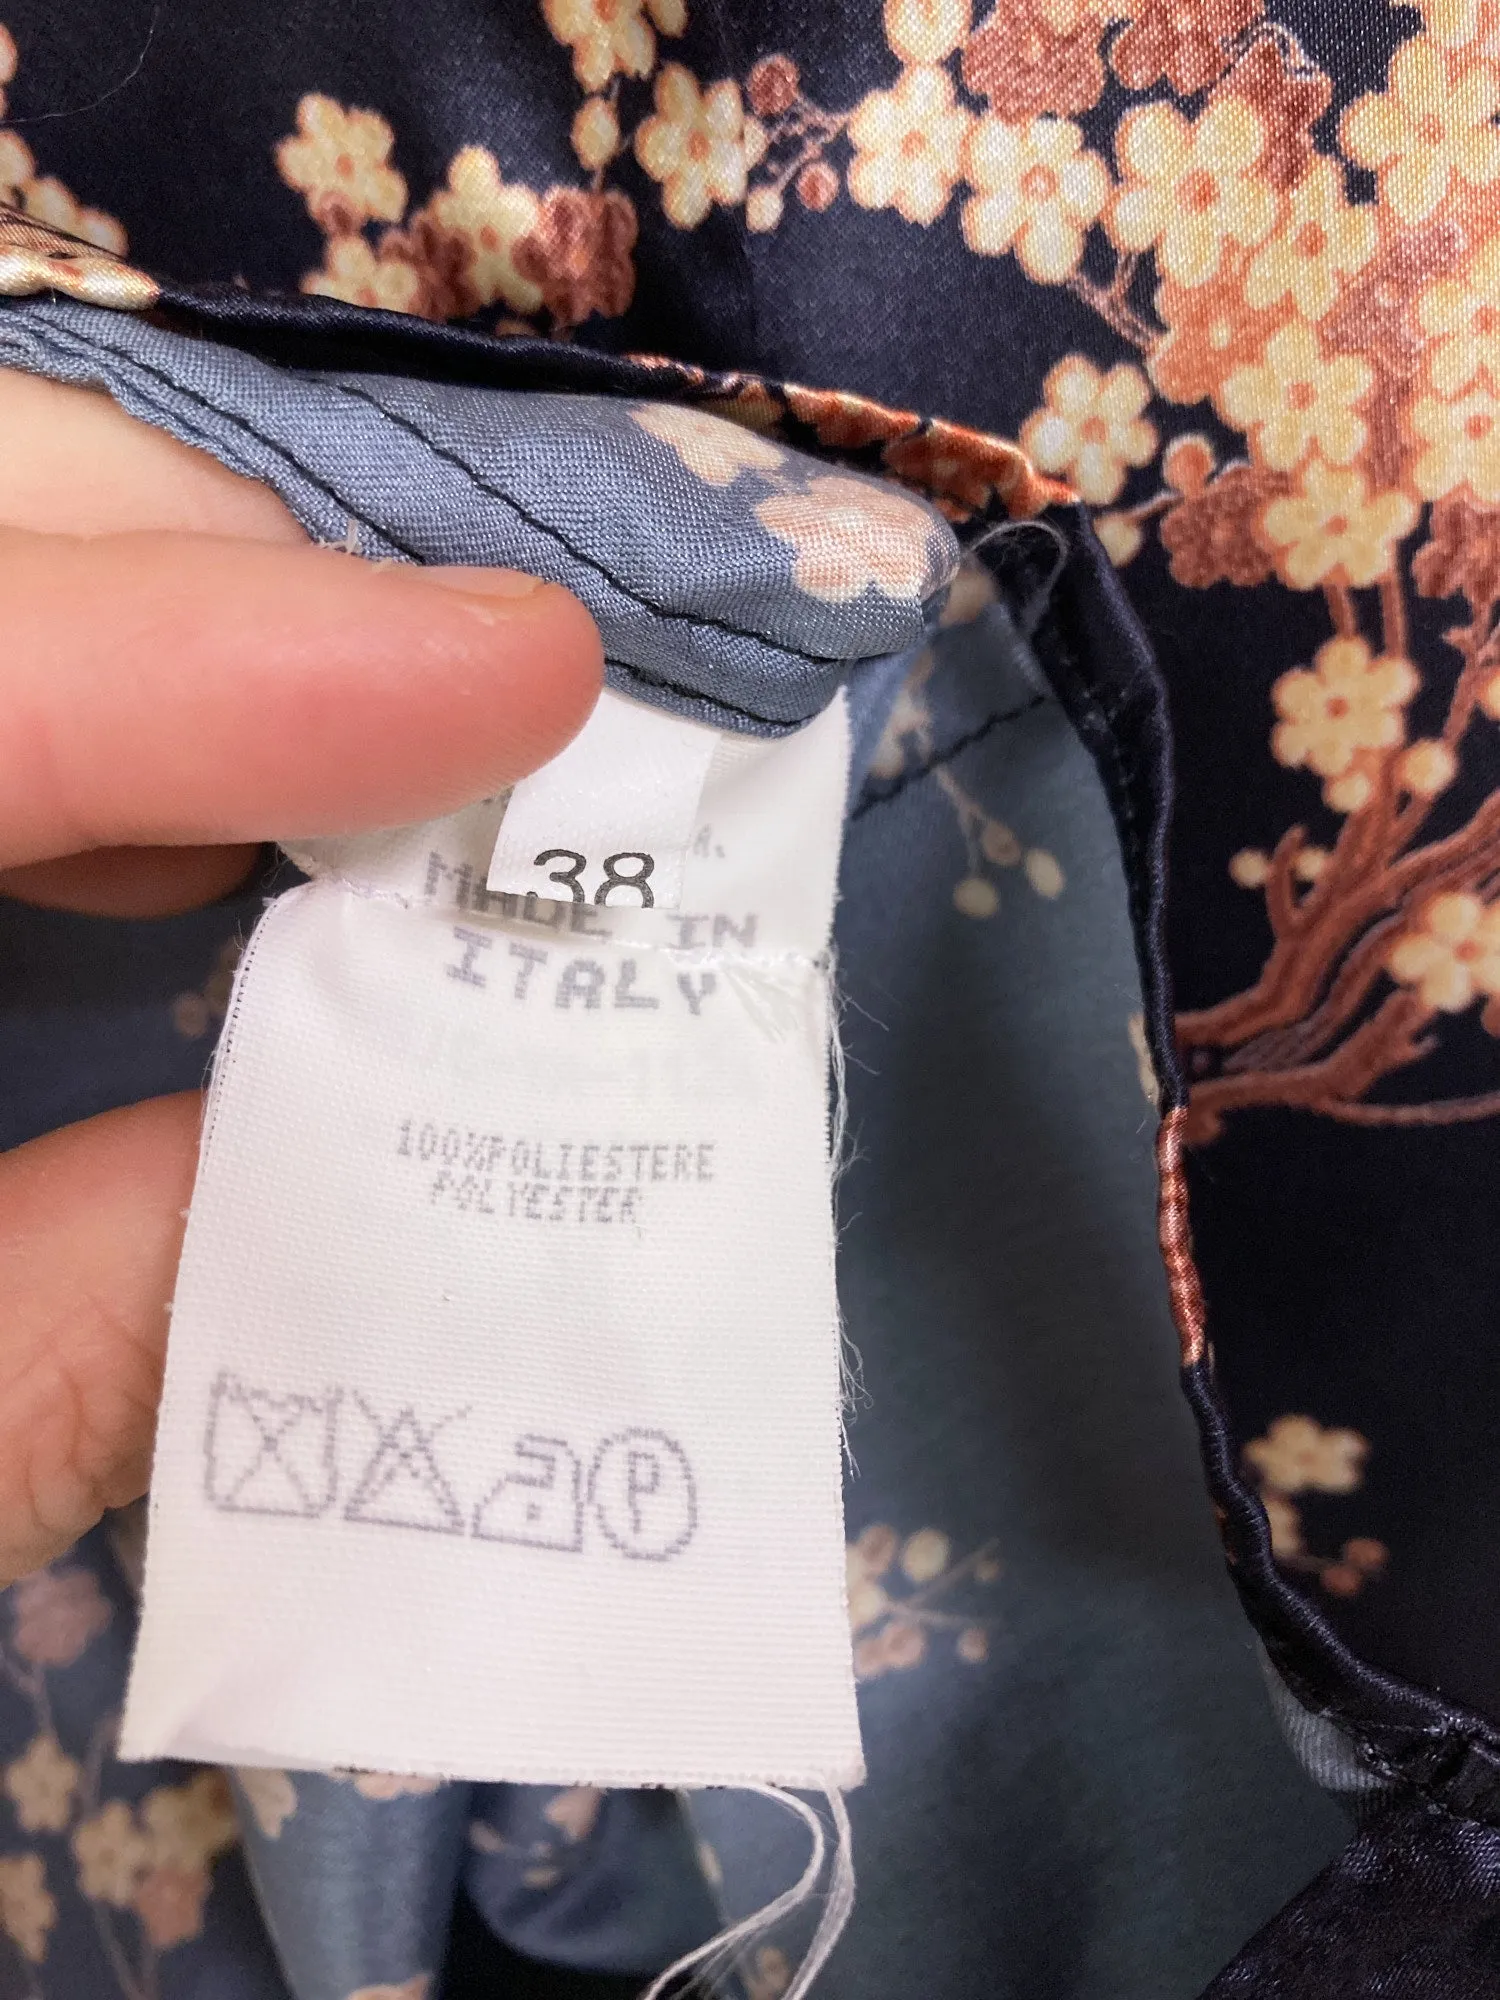 38
MADE IN
ITALY
100%POLIESTERE
POLYESTER
P